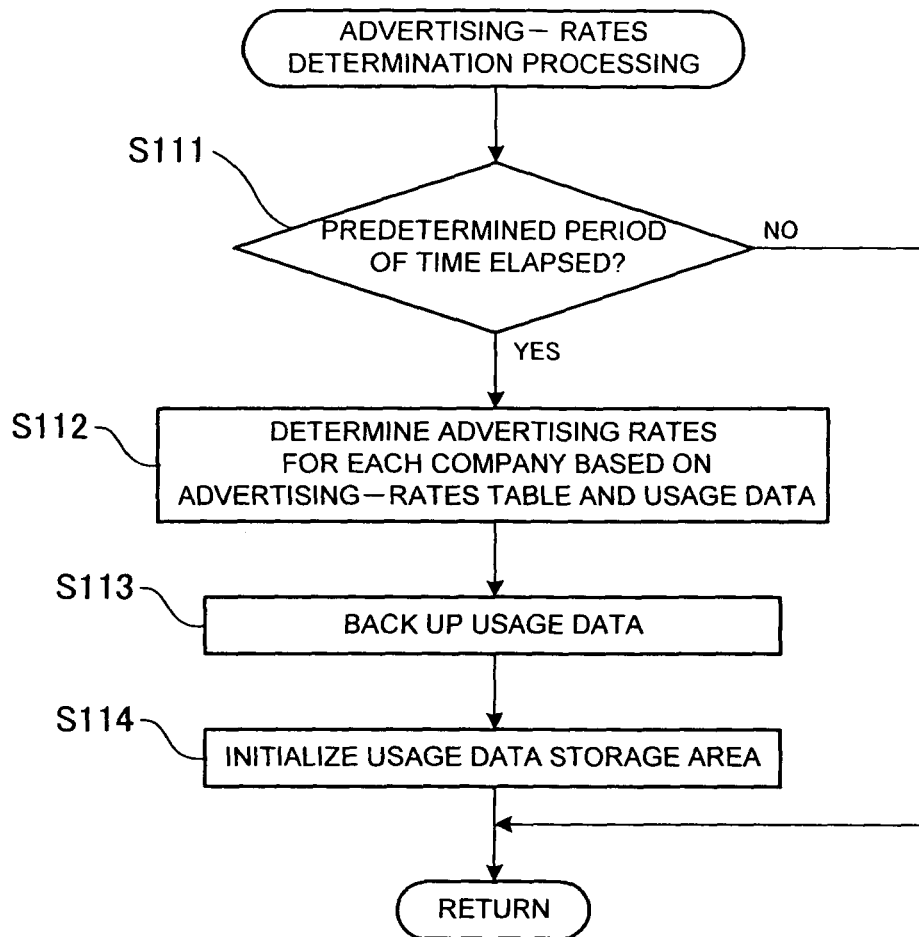 ADVERTISING－RATES
DETERMINATION PROCESSING
S111
PREDETERMINED PERIOD
OF TIME ELAPSED?
NO
YES
S112
DETERMINE ADVERTISING RATES
FOR EACH COMPANY BASED ON
ADVERTISING－RATES TABLE AND USAGE DATA
S113
BACK UP USAGE DATA
S114
INITIALIZE USAGE DATA STORAGE AREA
RETURN